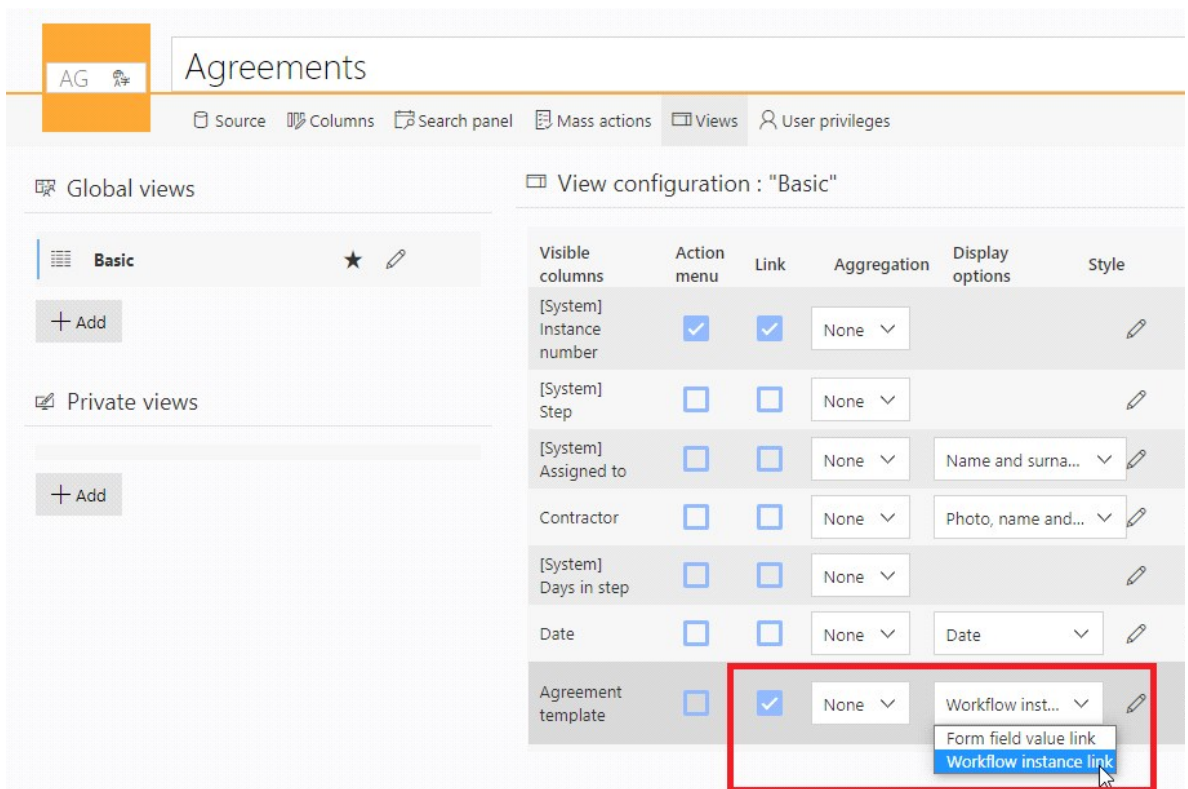 AG
Agreements
Source Columns Search panel Mass actions Views User privileges
Global views
Basic
+ Add
Private views
+ Add
View configuration : "Basic"
Visible columns Action menu Link Aggregation Display options Style
[System] Instance number None
[System] Step None
[System] Assigned to None Name and surna...
Contractor None Photo, name and...
[System] Days in step None
Date None Date
Agreement template None Workflow inst...
Form field value link
Workflow instance link